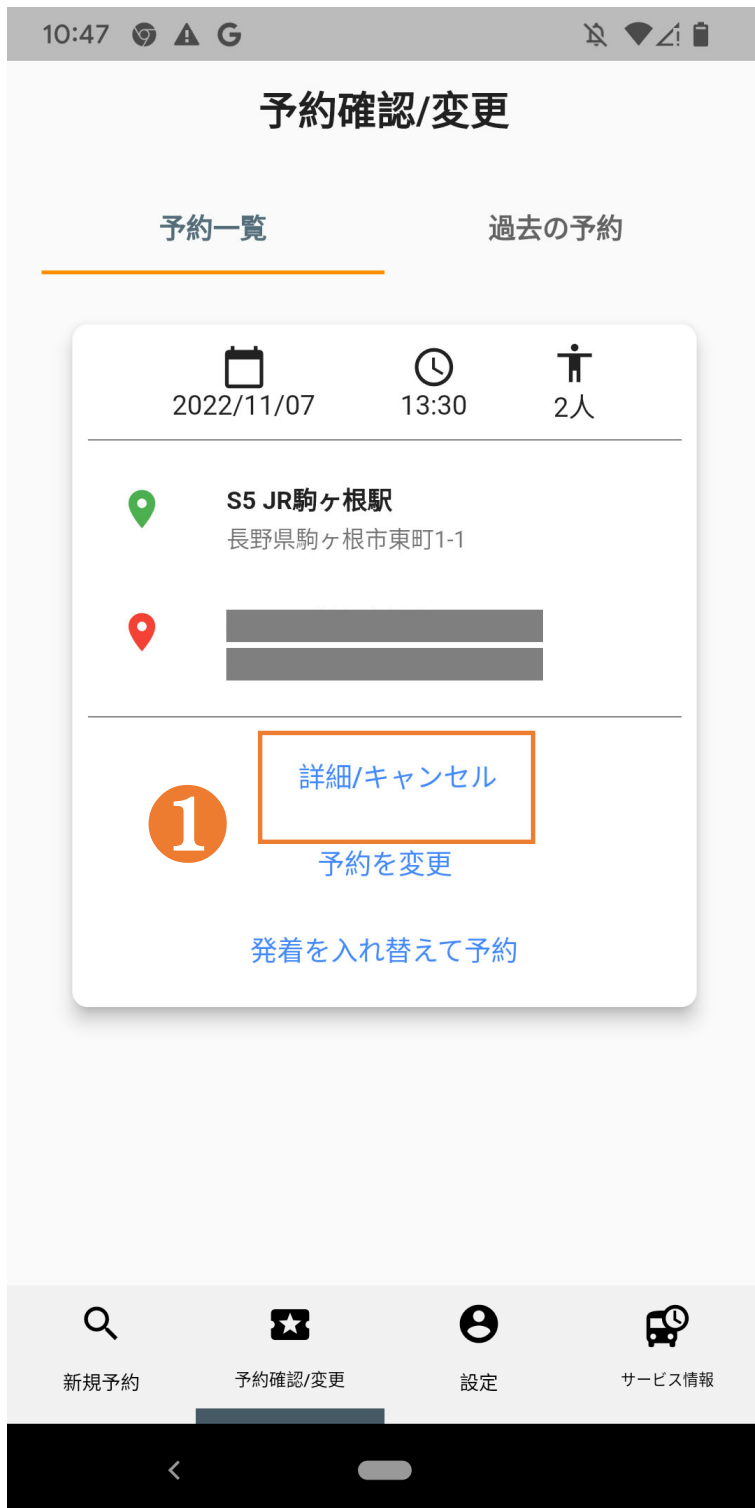 10:47
予約確認/変更
予約一覧 過去の予約
2022/11/07 13:30 2人
S5 JR駒ヶ根駅
長野県駒ヶ根市東町1-1
詳細/キャンセル
1
予約を変更
発着を入れ替えて予約
新規予約 予約確認/変更 設定 サービス情報